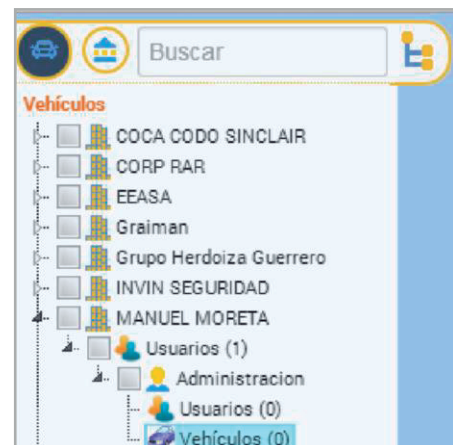 Buscar
Vehículos
COCA CODO SINCLAIR
CORP RAR
EEASA
Graiman
Grupo Herdoiza Guerrero
INVIN SEGURIDAD
MANUEL MORETA
Usuarios (1)
Administracion
Usuarios (0)
Vehículos (0)